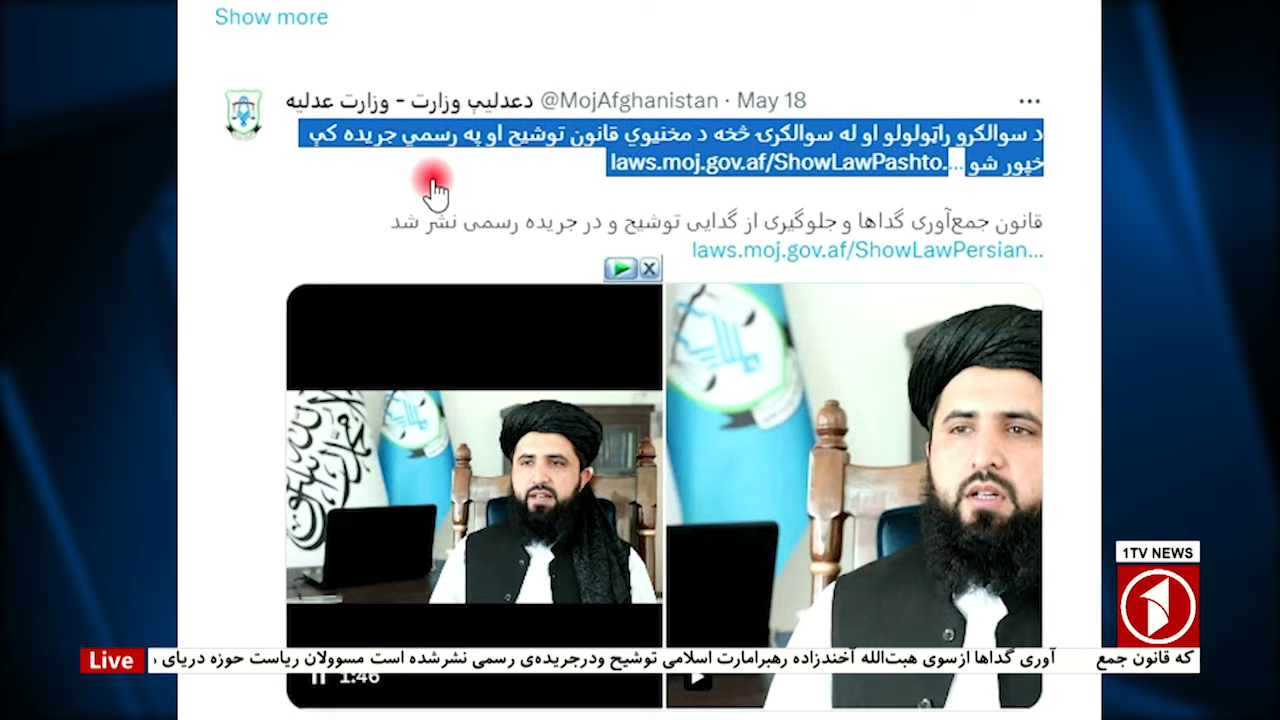 Show more
دعدليې وزارت - وزارت عدلیه @MojAfghanistan · May 18
د سوالګرو راټولولو او له سوالګرۍ څخه د مخنیوي قانون توشیح او په رسمي جریده کې
خپور شو laws.moj.gov.af/ShowLawPashto...
قانون جمع‌آوری گداها و جلوگیری از گدایی توشیح و در جریده رسمی نشر شد
laws.moj.gov.af/ShowLawPersian...
1TV NEWS
Live
که قانون جمع آوری گداها ازسوی هبت‌الله آخندزاده رهبرامارت اسلامی توشیح ودرجریده‌ی رسمی نشرشده است مسوولان ریاست حوزه دریای
1:46